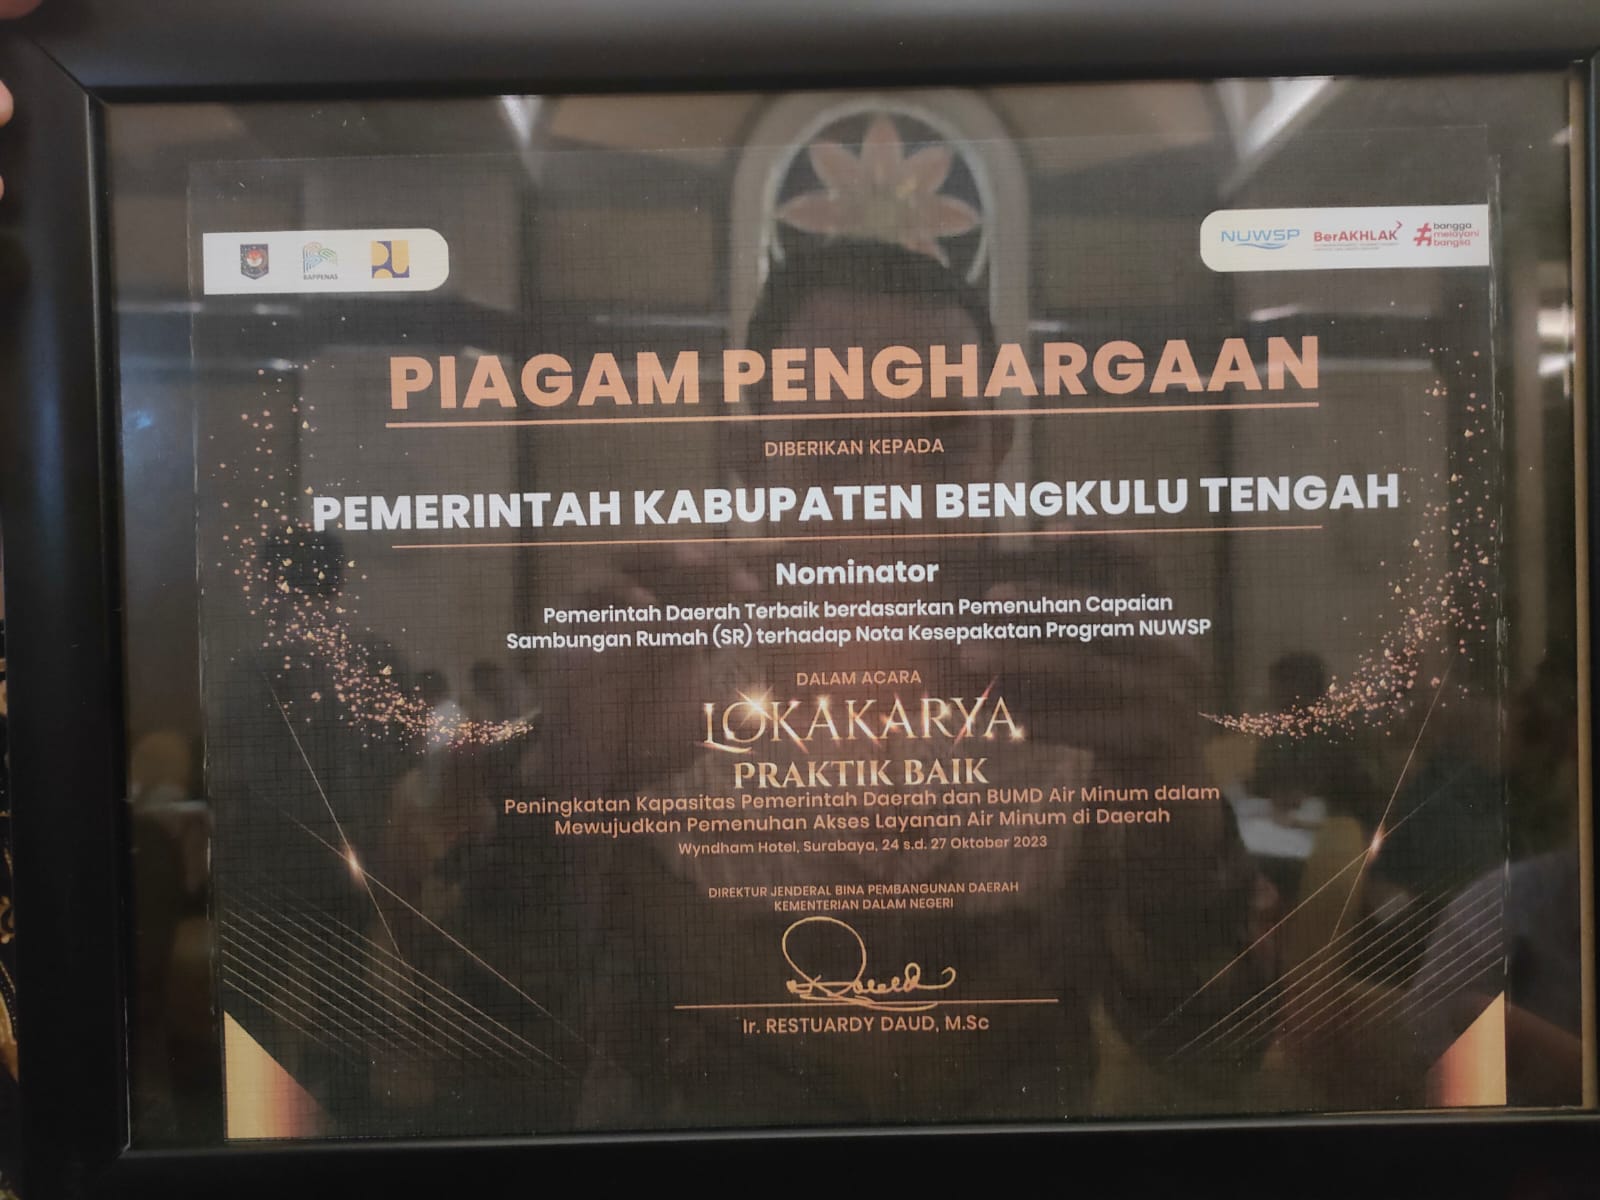 BAPPENAS
NUWSP
BerAKHLAK
#bangga
melayani
bangsa
PIAGAM PENGHARGAAN
DIBERIKAN KEPADA
PEMERINTAH KABUPATEN BENGKULU TENGAH
Nominator
Pemerintah Daerah Terbaik berdasarkan Pemenuhan Capaian
Sambungan Rumah (SR) terhadap Nota Kesepakatan Program NUWSP
DALAM ACARA
LOKAKARYA
PRAKTIK BAIK
Peningkatan Kapasitas Pemerintah Daerah dan BUMD Air Minum dalam
Mewujudkan Pemenuhan Akses Layanan Air Minum di Daerah
Wyndham Hotel, Surabaya, 24 s.d. 27 Oktober 2023
DIREKTUR JENDERAL BINA PEMBANGUNAN DAERAH
KEMENTERIAN DALAM NEGERI
Ir. RESTUARDY DAUD, M.Sc